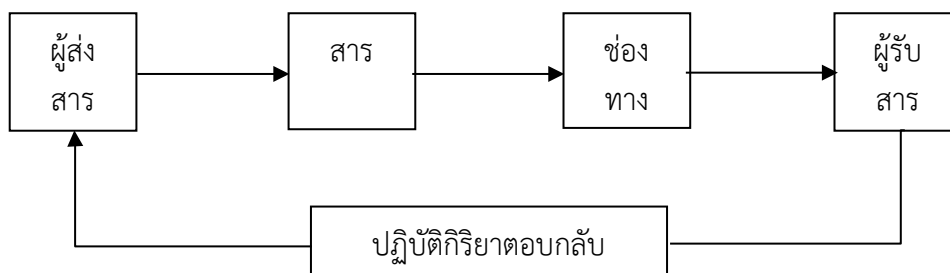 ผู้ส่ง
สาร
สาร
ช่อง
ทาง
ผู้รับ
สาร
ปฏิบัติกิริยาตอบกลับ